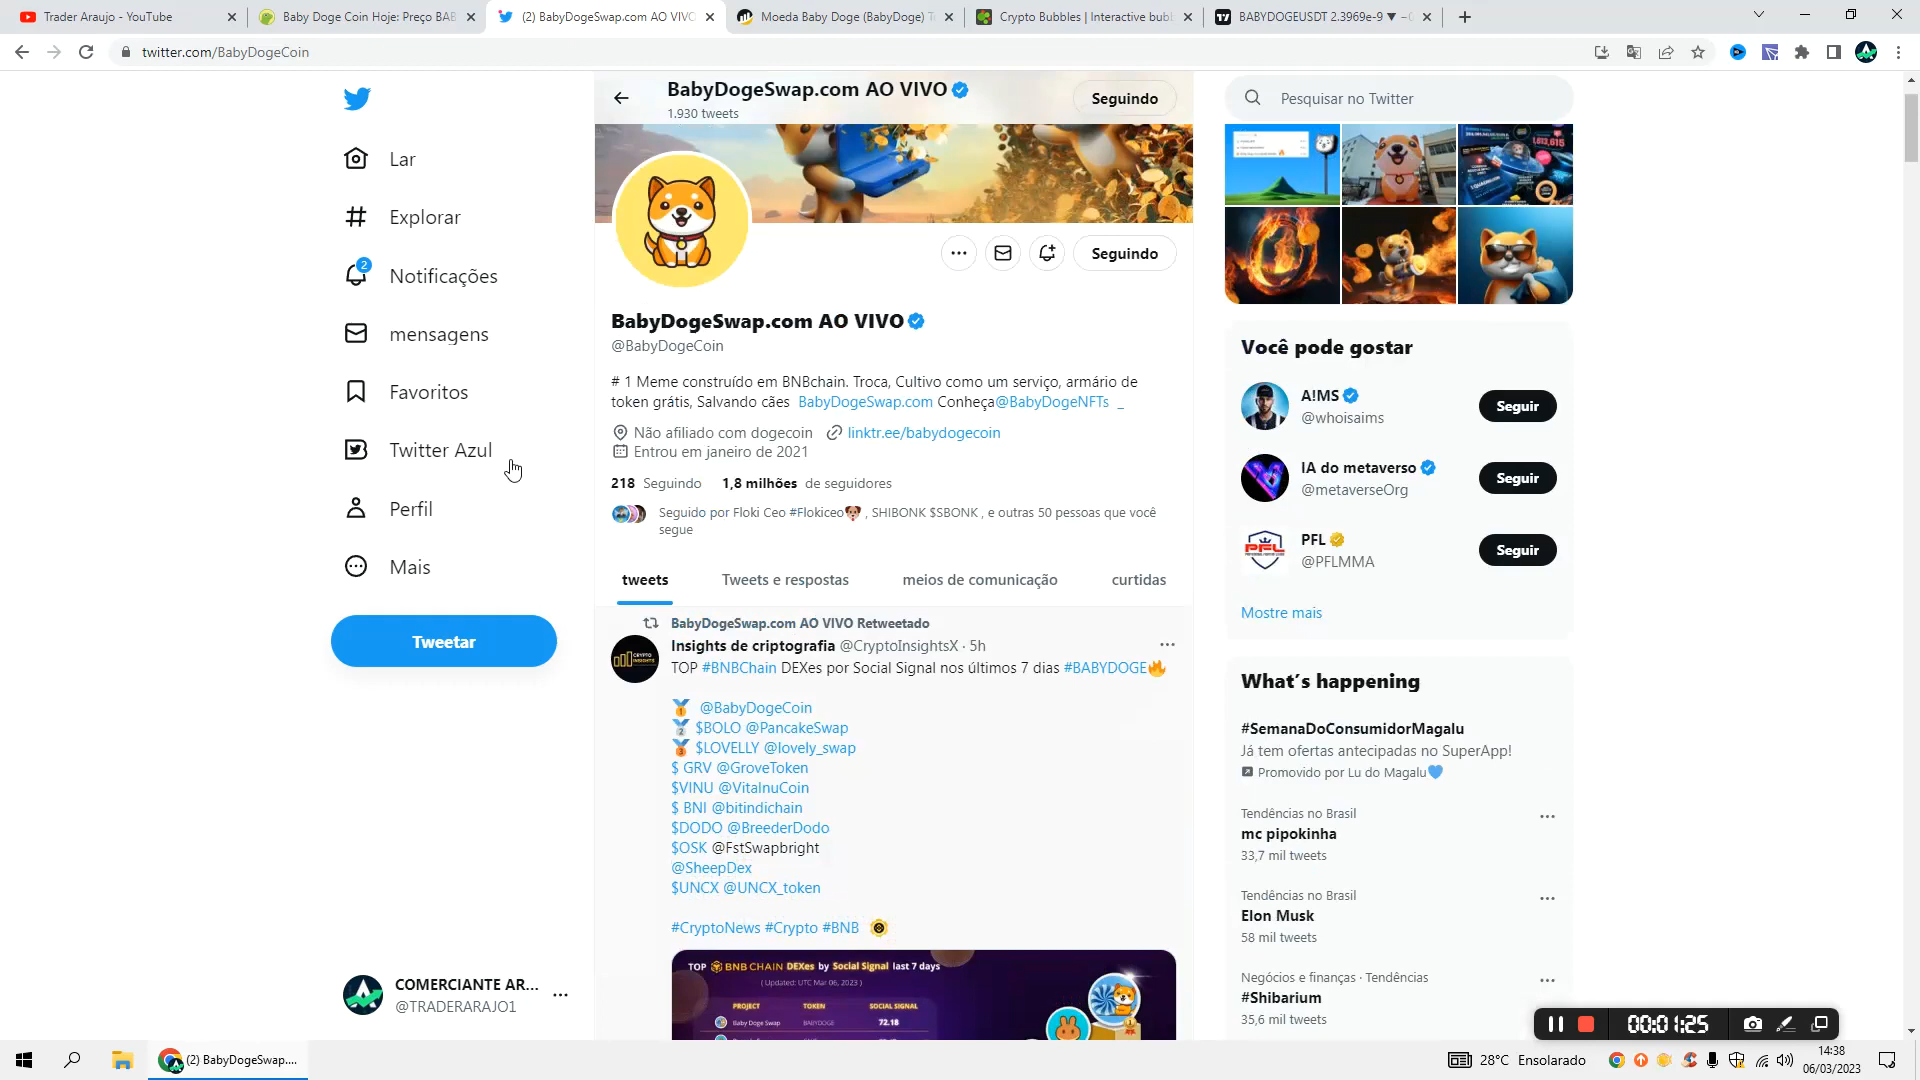 Trader Araujo - YouTube
Baby Doge Coin Hoje: Preço BAB
(2) BabyDogeSwap.com AO VIVO
Moeda Baby Doge (BabyDoge) T
Crypto Bubbles | Interactive bubb
BABYDOGEUSDT 2.3969e-9 ▼ −0
twitter.com/BabyDogeCoin
BabyDogeSwap.com AO VIVO
1.930 tweets
Seguindo
Pesquisar no Twitter
Lar
Explorar
2
Notificações
mensagens
Favoritos
Twitter Azul
Perfil
Mais
Tweetar
COMERCIANTE AR...
@TRADERARAJO1
Seguindo
BabyDogeSwap.com AO VIVO
@BabyDogeCoin
# 1 Meme construído em BNBchain. Troca, Cultivo como um serviço, armário de
token grátis, Salvando cães BabyDogeSwap.com Conheça@BabyDogeNFTs _
Não afiliado com dogecoin linktr.ee/babydogecoin
Entrou em janeiro de 2021
218 Seguindo 1,8 milhões de seguidores
Seguido por Floki Ceo #Flokiceo , SHIBONK $SBONK , e outras 50 pessoas que você
segue
tweets Tweets e respostas meios de comunicação curtidas
BabyDogeSwap.com AO VIVO Retweetado
Insights de criptografia @CryptoInsightsX · 5h
TOP #BNBChain DEXes por Social Signal nos últimos 7 dias #BABYDOGE🔥
🥇 @BabyDogeCoin
🥈 $BOLO @PancakeSwap
🥉 $LOVELLY @lovely_swap
$ GRV @GroveToken
$VINU @VitaInuCoin
$ BNI @bitindichain
$DODO @BreederDodo
$OSK @FstSwapbright
@SheepDex
$UNCX @UNCX_token
#CryptoNews #Crypto #BNB
TOP BNB CHAIN DEXes by Social Signal last 7 days
( Updated: UTC Mar 06, 2023 )
PROJECT TOKEN SOCIAL SIGNAL
Baby Doge Swap BABYDOGE 72.18
1,613,615
Você pode gostar
A!MS
@whoisaims
Seguir
IA do metaverso
@metaverseOrg
Seguir
PFL
PFL
@PFLMMA
Seguir
Mostre mais
What's happening
#SemanaDoConsumidorMagalu
Já tem ofertas antecipadas no SuperApp!
Promovido por Lu do Magalu💙
Tendências no Brasil
mc pipokinha
33,7 mil tweets
Tendências no Brasil
Elon Musk
58 mil tweets
Negócios e finanças · Tendências
#Shibarium
35,6 mil tweets
00:01:25
(2) BabyDogeSwap....
28°C Ensolarado
14:38
06/03/2023